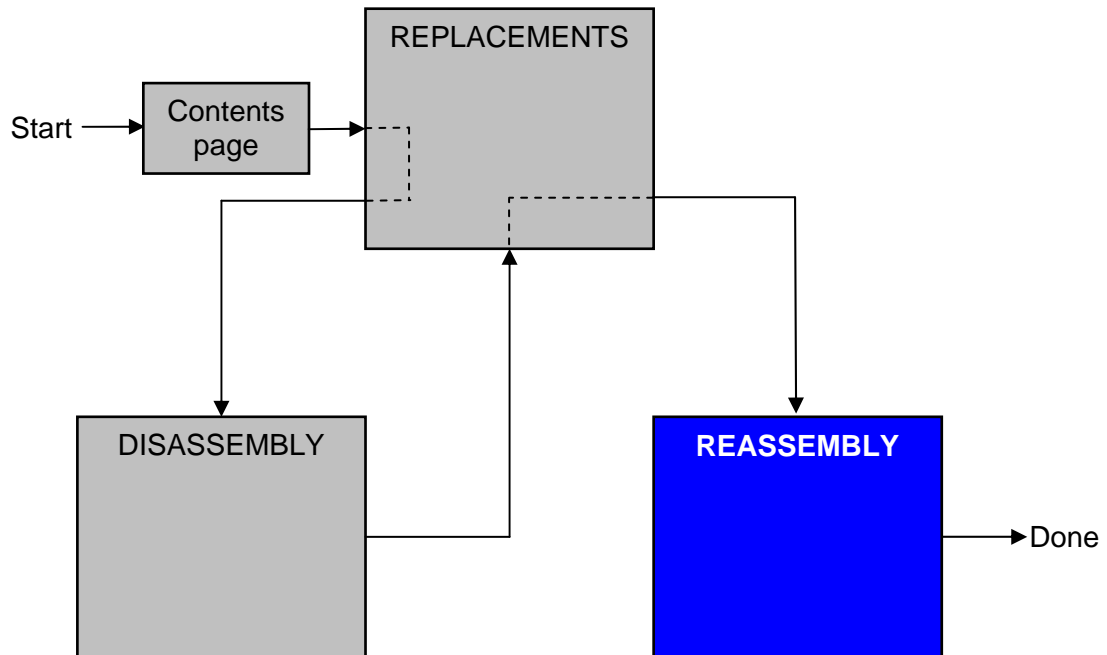 REPLACEMENTS
Start
Contents
page
DISASSEMBLY
REASSEMBLY
Done